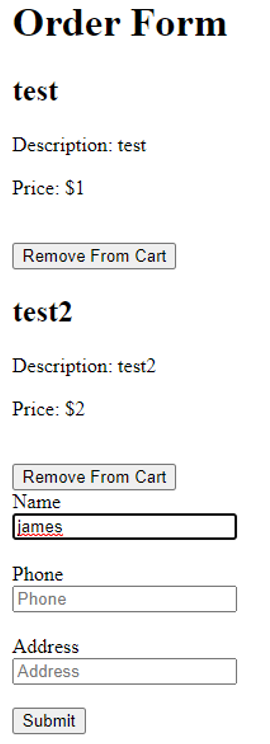 Order Form
test
Description: test
Price: $1
Remove From Cart
test2
Description: test2
Price: $2
Remove From Cart
Name
james
Phone
Phone
Address
Address
Submit